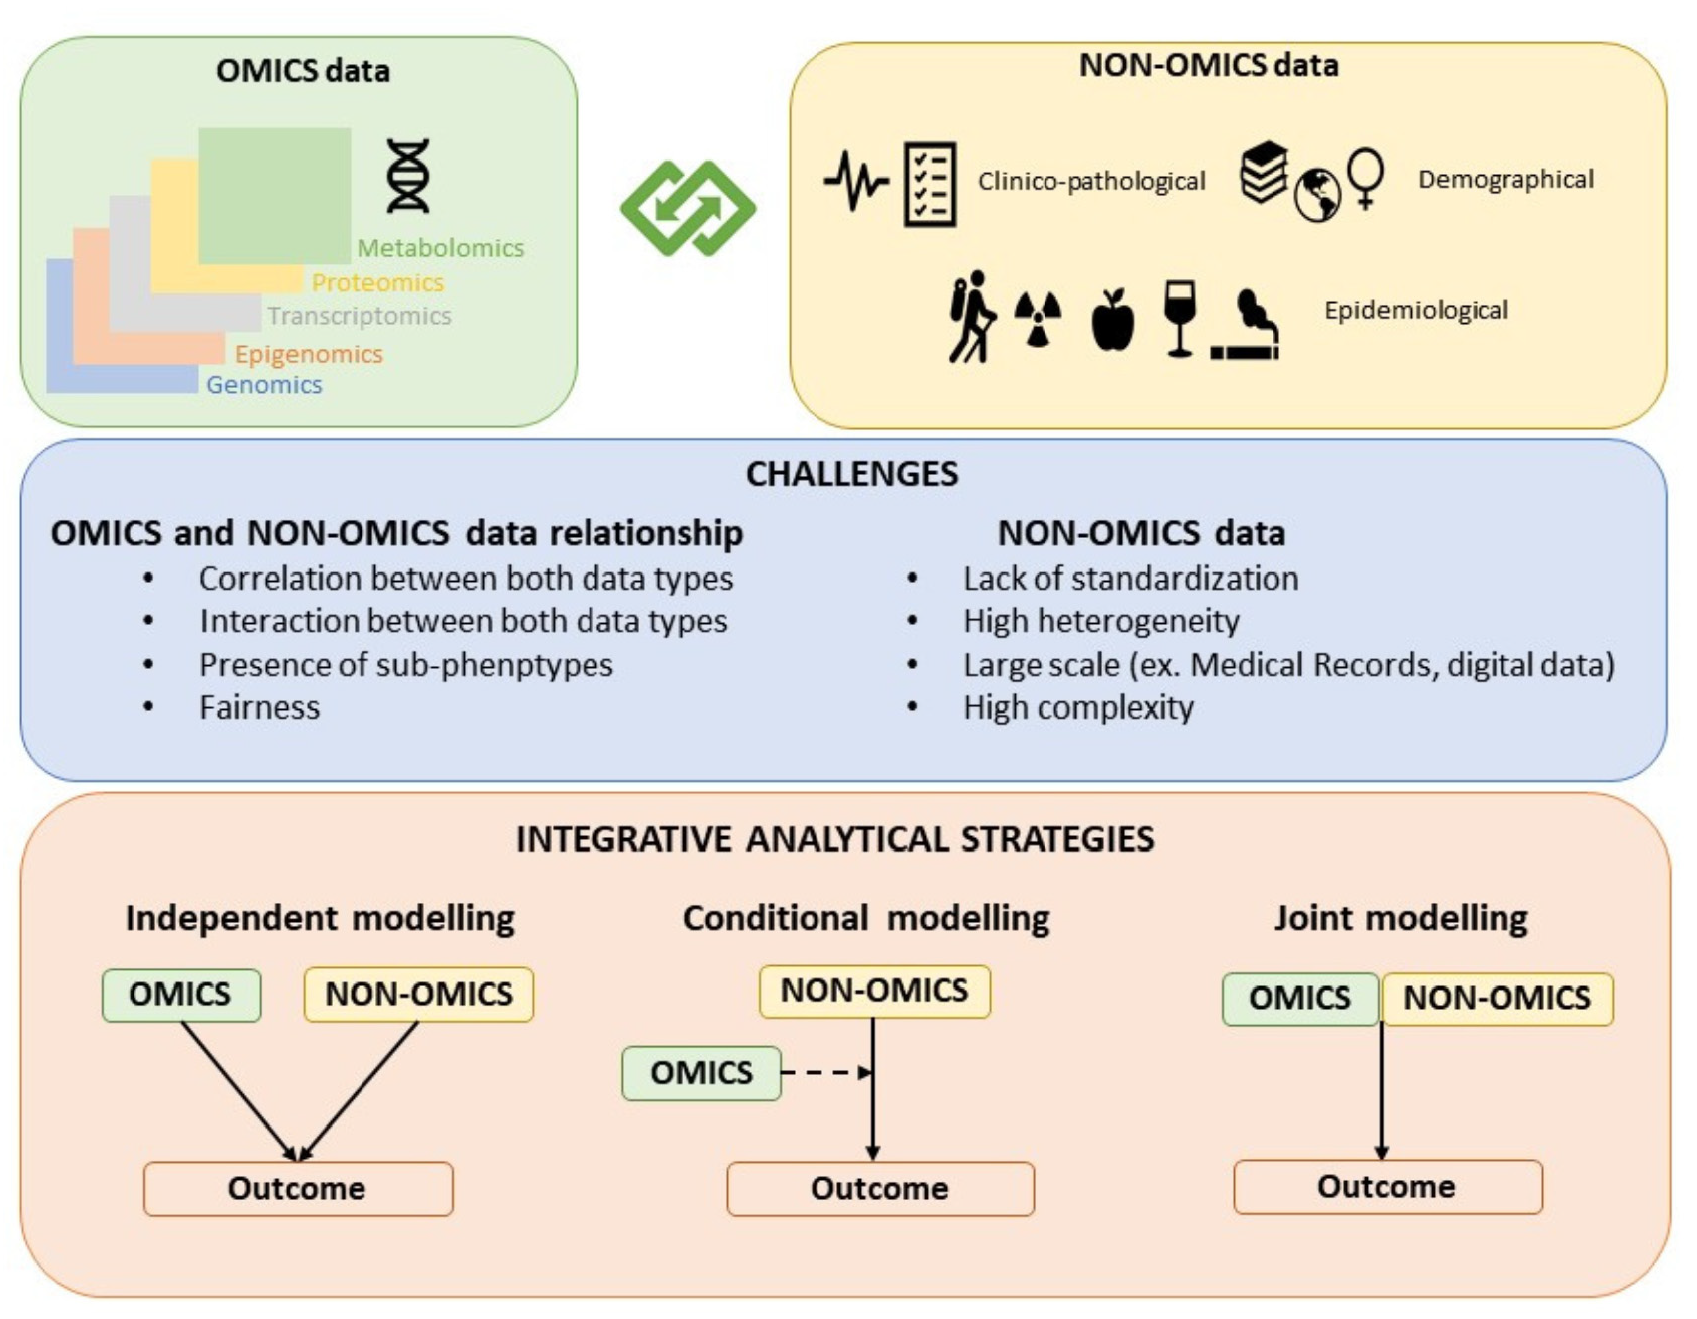 OMICS data
Metabolomics
Proteomics
Transcriptomics
Epigenomics
Genomics
NON-OMICS data
Clinico-pathological
Demographical
Epidemiological
CHALLENGES
OMICS and NON-OMICS data relationship
• Correlation between both data types
• Interaction between both data types
• Presence of sub-phenptypes
• Fairness
NON-OMICS data
• Lack of standardization
• High heterogeneity
• Large scale (ex. Medical Records, digital data)
• High complexity
INTEGRATIVE ANALYTICAL STRATEGIES
Independent modelling
OMICS
NON-OMICS
Outcome
Conditional modelling
NON-OMICS
OMICS
Outcome
Joint modelling
OMICS
NON-OMICS
Outcome